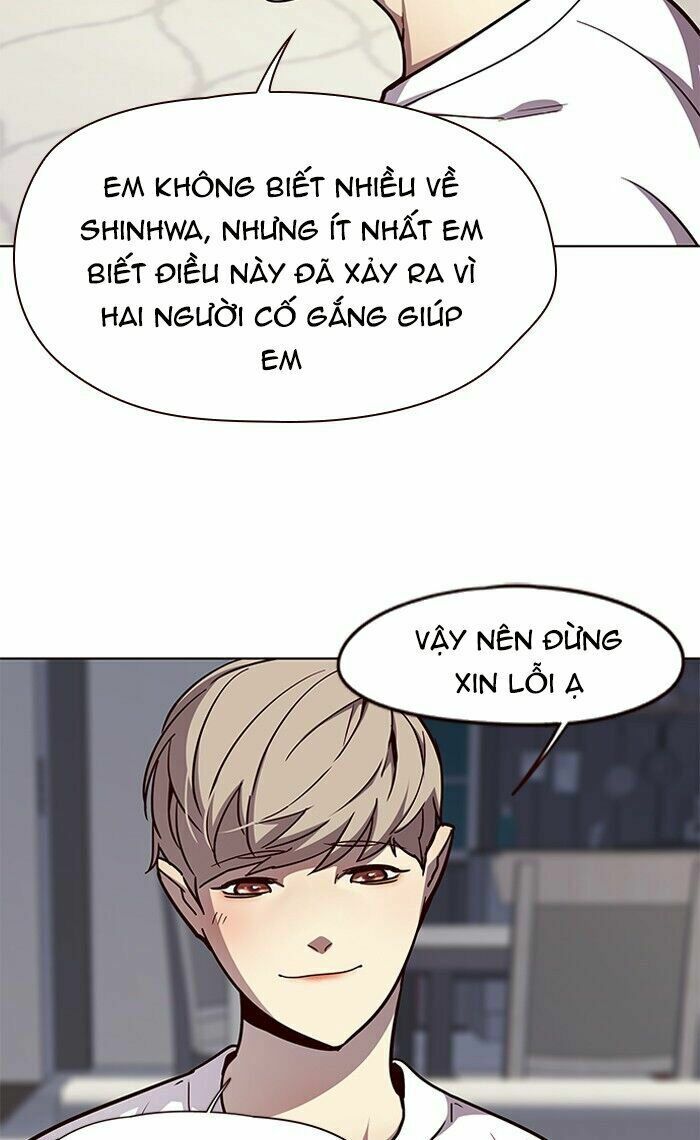 EM KHÔNG BIẾT NHIỀU VỀ
SHINHWA, NHƯNG ÍT NHẤT EM
BIẾT ĐIỀU NÀY ĐÃ XẢY RA VÌ
HAI NGƯỜI CỐ GẮNG GIÚP
EM
VẬY NÊN ĐỪNG
XIN LỖI Ạ